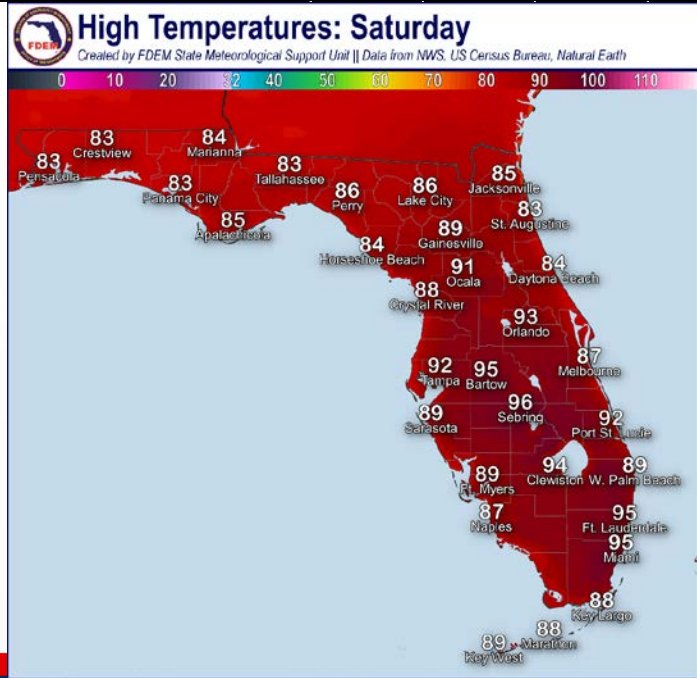 High Temperatures: Saturday
Created by FDEM State Meteorological Support Unit || Data from NWS, US Census Bureau, Natural Earth
FDEM
0 10 20 32 40 50 60 70 80 90 100 110
83
Crestview
84
Marianna
83
Pensacola
83
Tallahassee
83
Panama City
86
Perry
86
Lake City
85
Jacksonville
83
St. Augustine
85
Apalachicola
89
Gainesville
84
Horseshoe Beach
91
Ocala
84
Daytona Beach
88
Crystal River
93
Orlando
87
Melbourne
92
Tampa
95
Bartow
96
Sebring
89
Sarasota
92
Port St. Lucie
89
Ft. Myers
94
Clewiston
89
W. Palm Beach
87
Naples
95
Ft. Lauderdale
95
Miami
88
Key Largo
88
Marathon
89
Key West